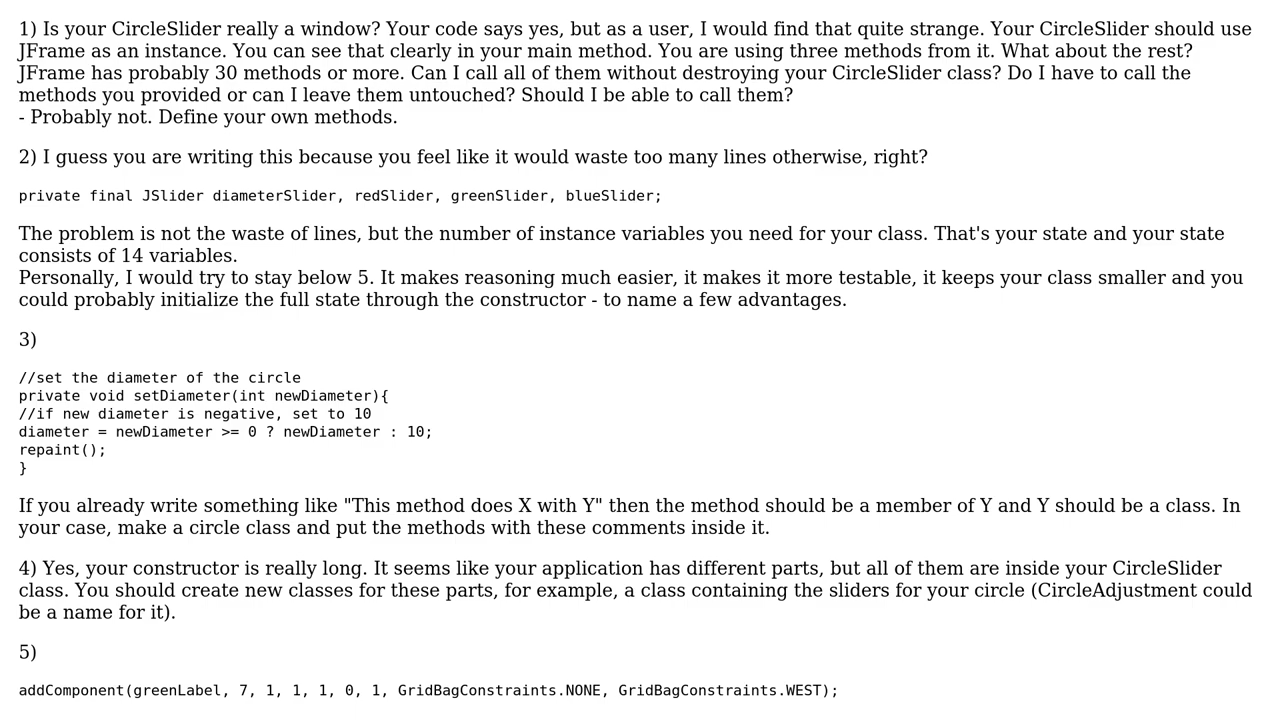 1) Is your CircleSlider really a window? Your code says yes, but as a user, I would find that quite strange. Your CircleSlider should use
JFrame as an instance. You can see that clearly in your main method. You are using three methods from it. What about the rest?
JFrame has probably 30 methods or more. Can I call all of them without destroying your CircleSlider class? Do I have to call the
methods you provided or can I leave them untouched? Should I be able to call them?
- Probably not. Define your own methods.
2) I guess you are writing this because you feel like it would waste too many lines otherwise, right?
private final JSlider diameterSlider, redSlider, greenSlider, blueSlider;
The problem is not the waste of lines, but the number of instance variables you need for your class. That's your state and your state
consists of 14 variables.
Personally, I would try to stay below 5. It makes reasoning much easier, it makes it more testable, it keeps your class smaller and you
could probably initialize the full state through the constructor - to name a few advantages.
3)
//set the diameter of the circle
private void setDiameter(int newDiameter){
//if new diameter is negative, set to 10
diameter = newDiameter >= 0 ? newDiameter : 10;
repaint();
}
If you already write something like "This method does X with Y" then the method should be a member of Y and Y should be a class. In
your case, make a circle class and put the methods with these comments inside it.
4) Yes, your constructor is really long. It seems like your application has different parts, but all of them are inside your CircleSlider
class. You should create new classes for these parts, for example, a class containing the sliders for your circle (CircleAdjustment could
be a name for it).
5)
addComponent(greenLabel, 7, 1, 1, 1, 0, 1, GridBagConstraints.NONE, GridBagConstraints.WEST);